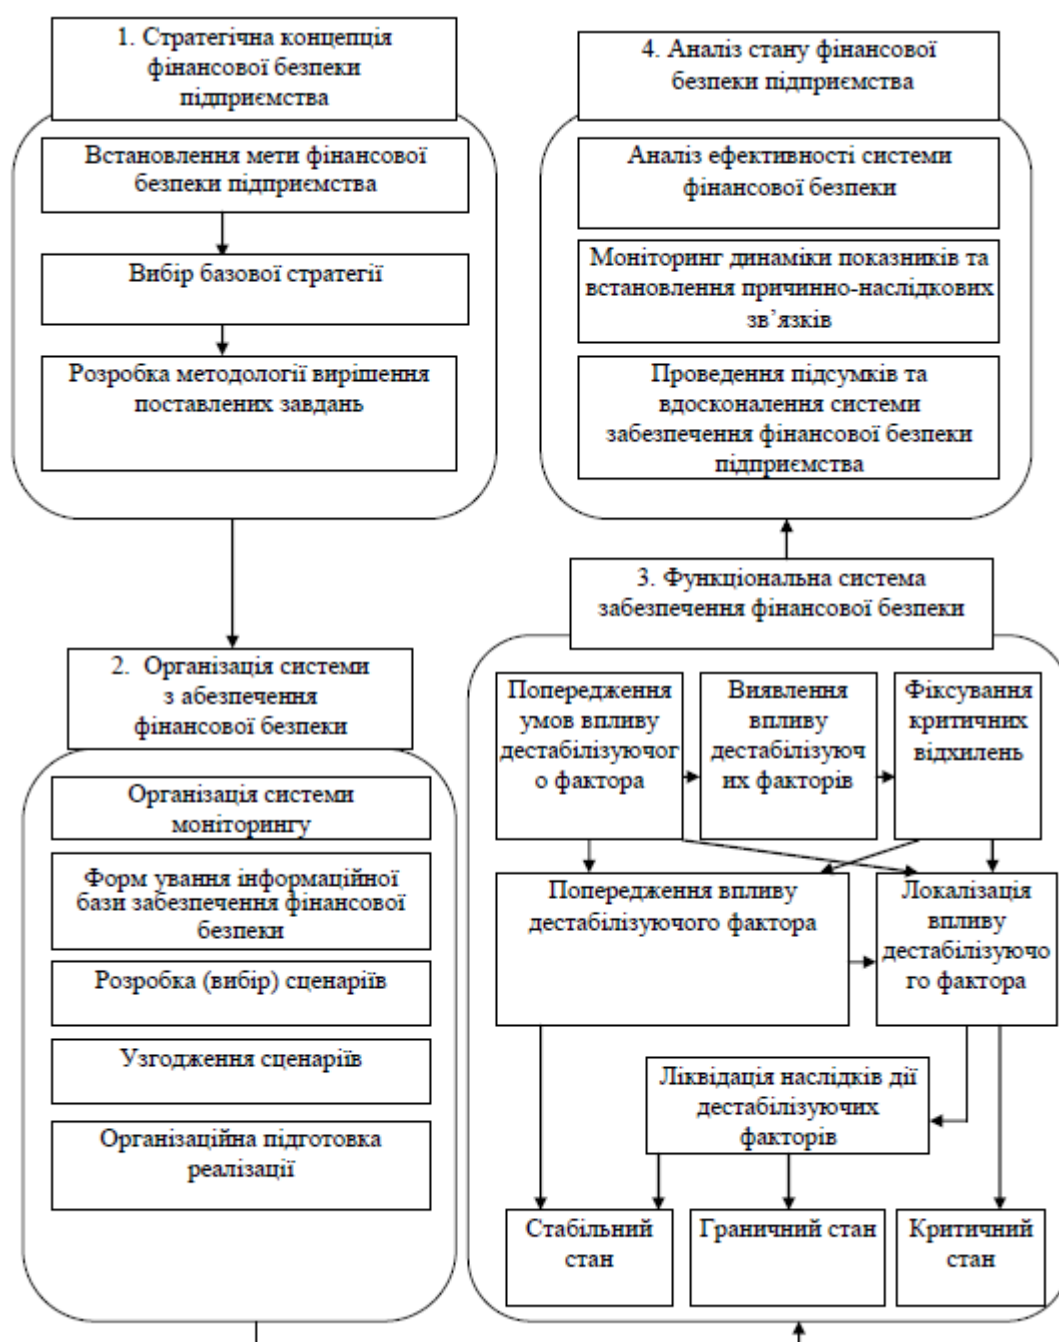 1. Стратегічна концепція
фінансової безпеки
підприємства
Встановлення мети фінансової
безпеки підприємства
Вибір базової стратегії
Розробка методології вирішення
поставлених завдань
2. Організація системи
з абезпечення
фінансової безпеки
Організація системи
моніторингу
Форм ування інформаційної
бази забезпечення фінансової
безпеки
Розробка (вибір) сценаріїв
Узгодження сценаріїв
Організаційна підготовка
реалізації
4. Аналіз стану фінансової
безпеки підприємства
Аналіз ефективності системи
фінансової безпеки
Моніторинг динаміки показників та
встановлення причинно-наслідкових
зв’язків
Проведення підсумків та
вдосконалення системи
забезпечення фінансової безпеки
підприємства
3. Функціональна система
забезпечення фінансової безпеки
Попередження
умов впливу
дестабілізуючог
о фактора
Виявлення
впливу
дестабілізуюч
их факторів
Фіксування
критичних
відхилень
Попередження впливу
дестабілізуючого фактора
Локалізація
впливу
дестабілізуючо
го фактора
Ліквідація наслідків дії
дестабілізуючих
факторів
Стабільний
стан
Граничний стан
Критичний
стан